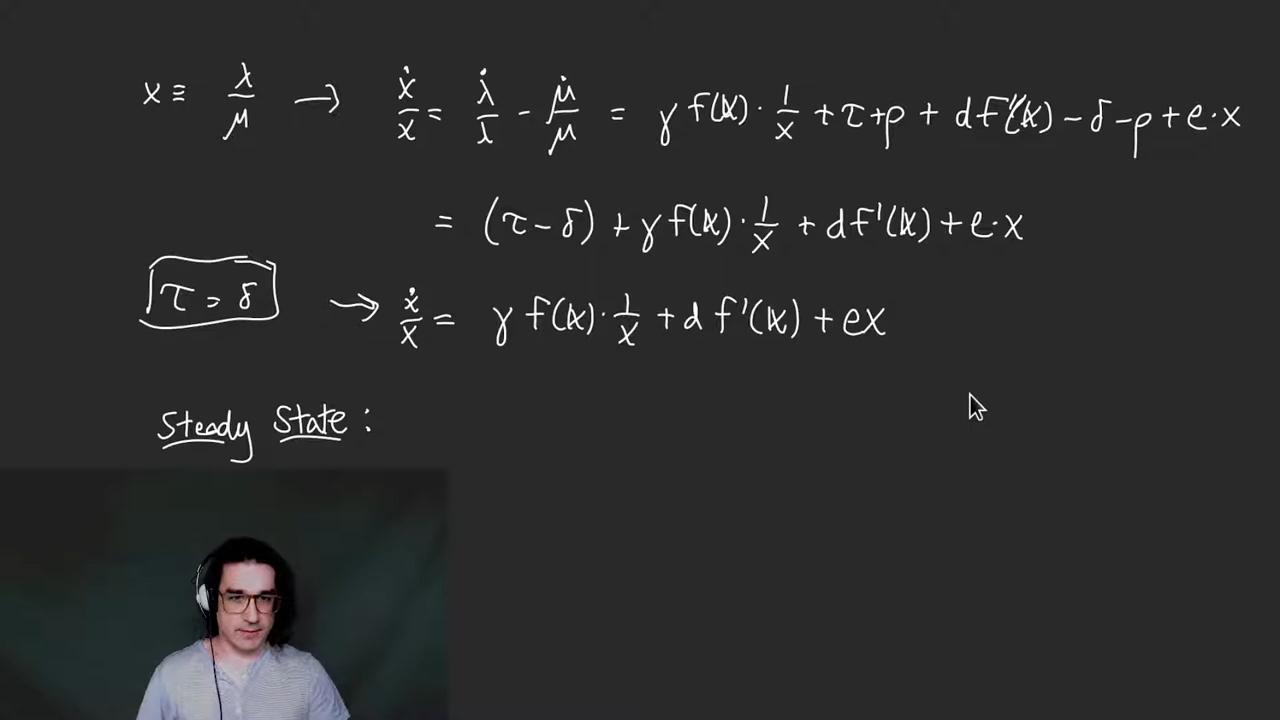 x ≡ λ/μ → ẋ/x = λ̇/λ - μ̇/μ = γ f(k) · 1/x + τ + ρ + d f'(k) - δ - ρ + e · x
= (τ - δ) + γ f(k) · 1/x + d f'(k) + e · x
τ = δ → ẋ/x = γ f(k) · 1/x + d f'(k) + ex
Steady State :